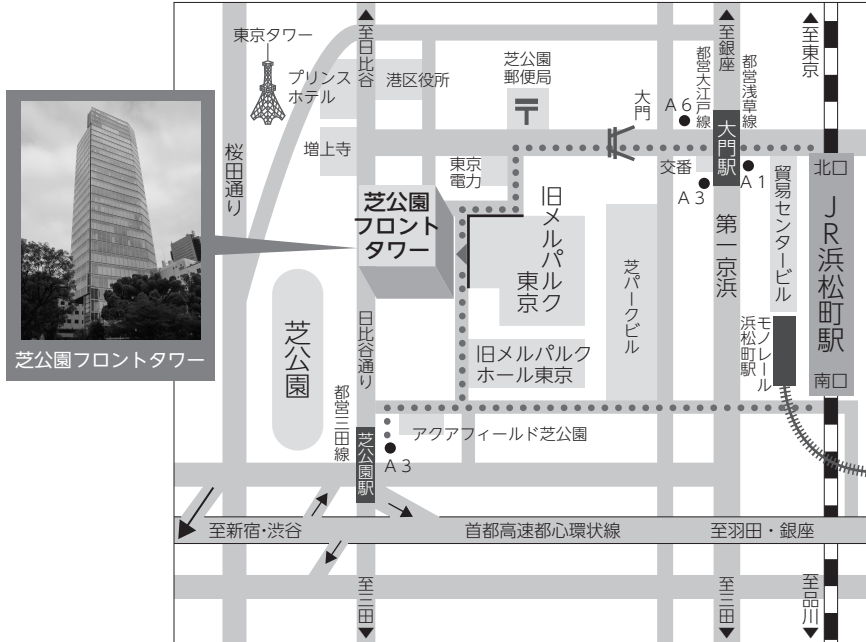 至日比谷
至銀座
至東京
東京タワー
プリンス
ホテル
港区役所
芝公園
郵便局
大門
A6
都営大江戸線
都営浅草線
桜田通り
増上寺
東京
電力
交番
A3
大門駅
A1
北口
芝公園
フロント
タワー
旧メルパルク
東京
芝パークビル
第一京浜
貿易センタービル
JR浜松町駅
芝公園フロントタワー
芝公園
日比谷通り
旧メルパルク
ホール東京
モノレール
浜松町駅
南口
都営三田線
芝公園駅
A3
アクアフィールド芝公園
至新宿・渋谷
首都高速都心環状線
至羽田・銀座
至三田
至三田
至品川